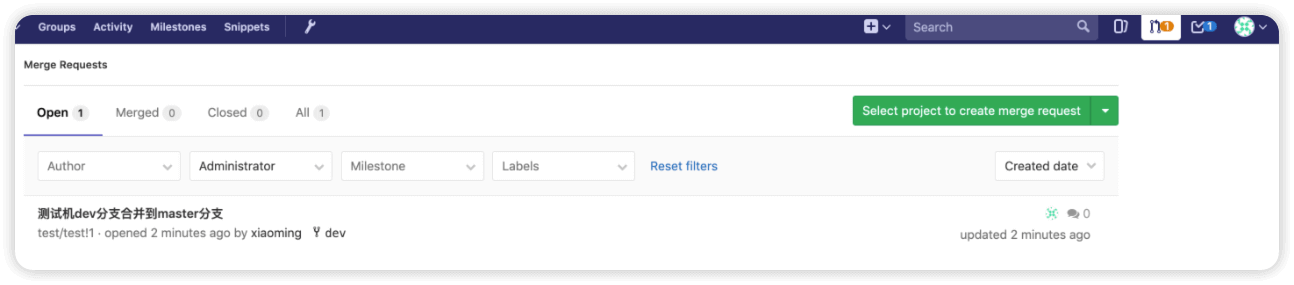 Groups Activity Milestones Snippets Search 1 1
Merge Requests
Open 1 Merged 0 Closed 0 All 1 Select project to create merge request
Author Administrator Milestone Labels Reset filters Created date
测试机dev分支合并到master分支 0
test/test!1 · opened 2 minutes ago by xiaoming dev updated 2 minutes ago